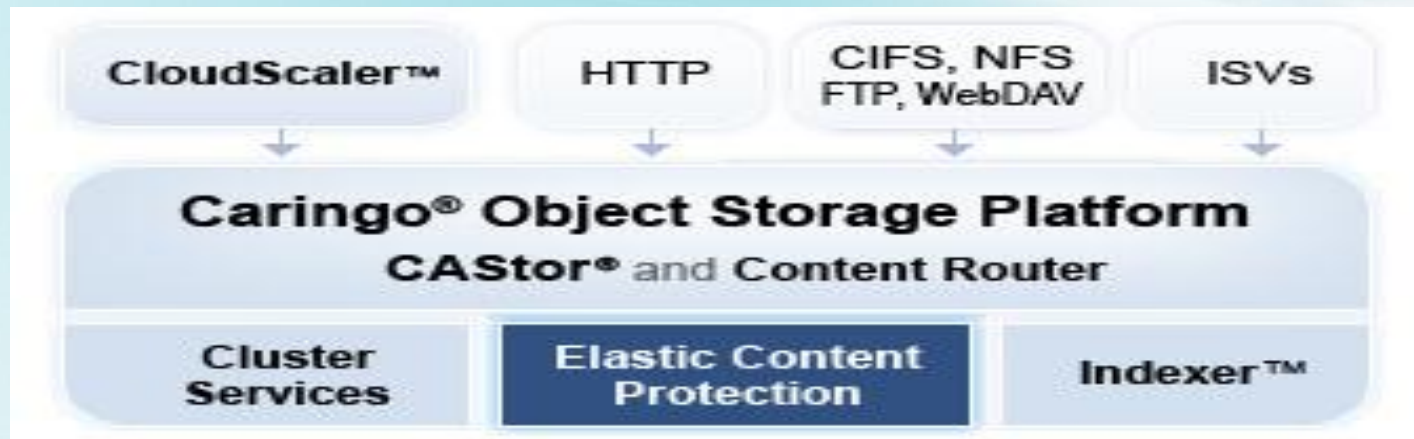 CloudScaler™
HTTP
CIFS, NFS
FTP, WebDAV
ISVs
Caringo® Object Storage Platform
CAStor® and Content Router
Cluster
Services
Elastic Content
Protection
Indexer™